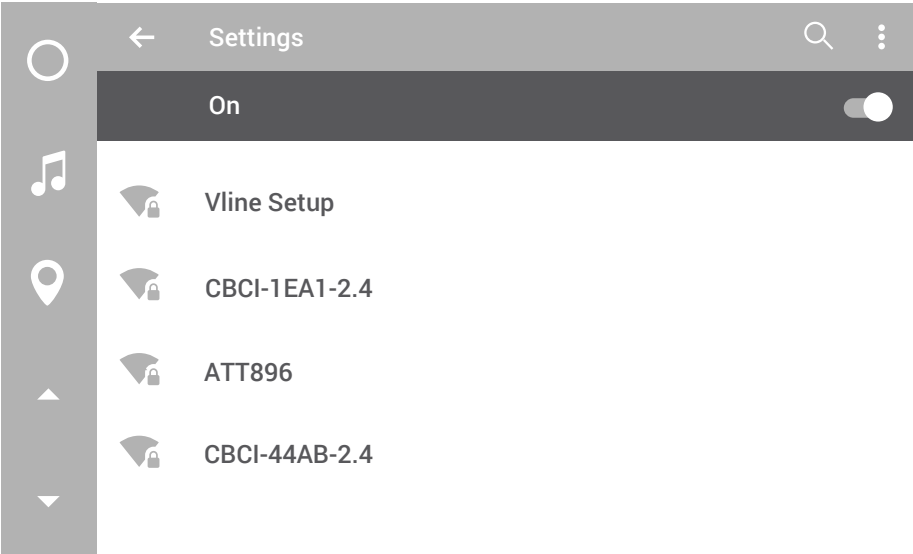 Settings
On
Vline Setup
CBCI-1EA1-2.4
ATT896
CBCI-44AB-2.4